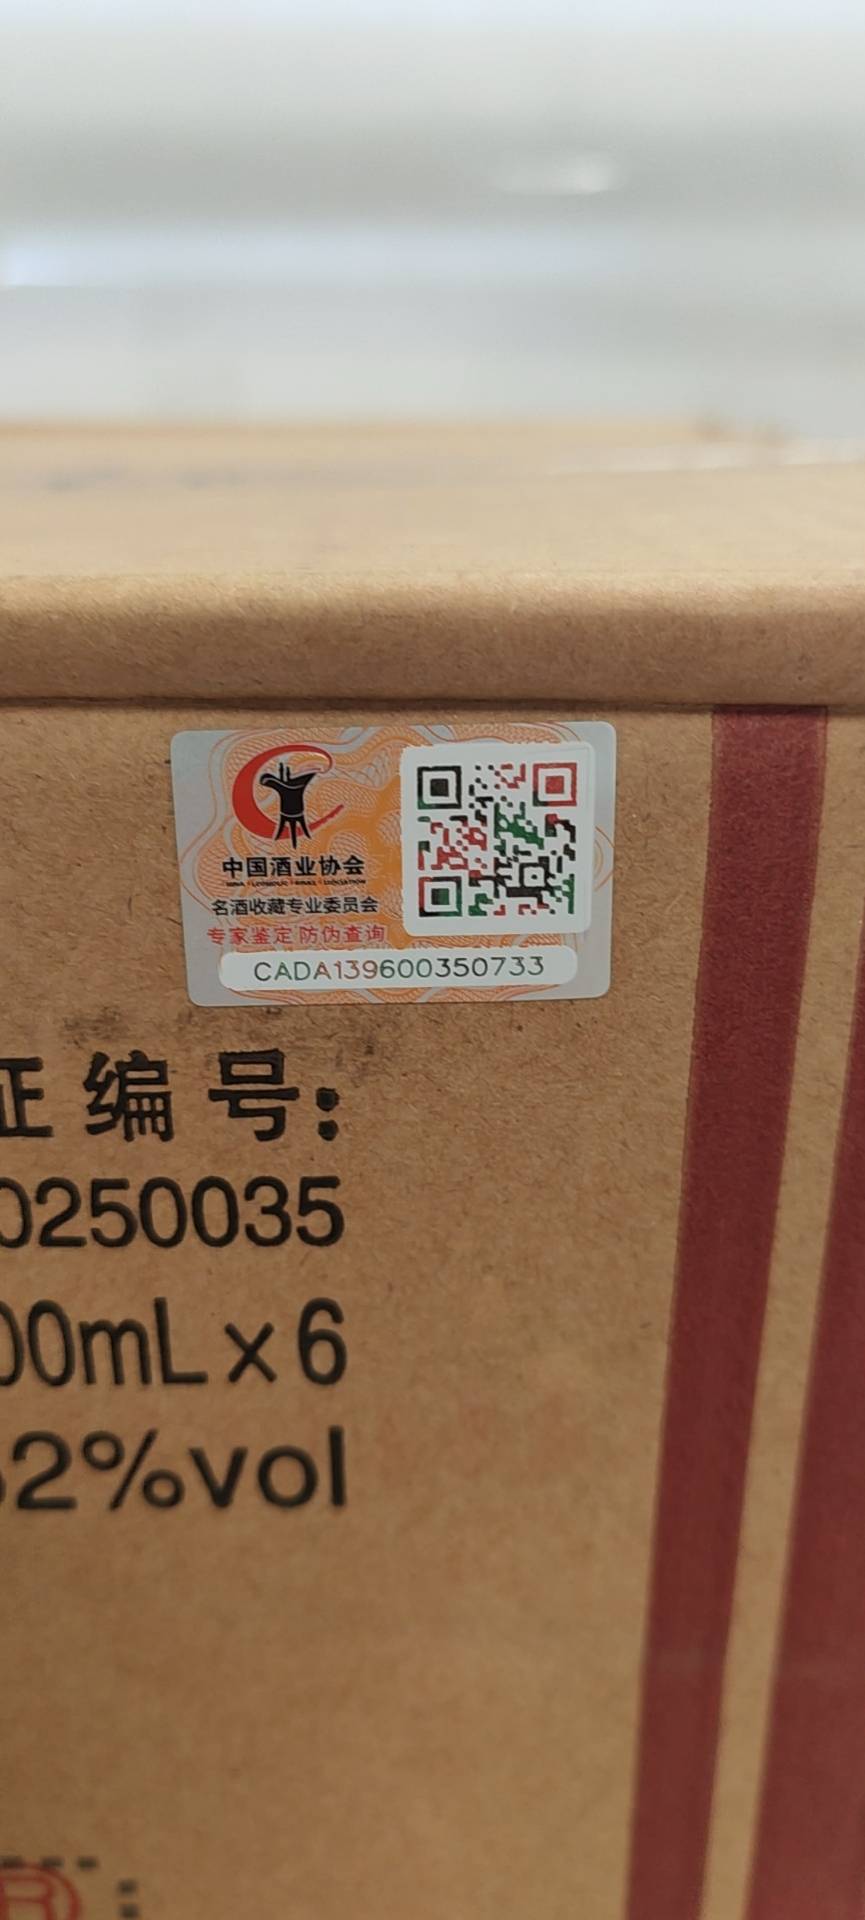 中国酒业协会
名酒收藏专业委员会
专家鉴定 防伪查询
CADA139600350733
证编号:
0250035
00mL×6
52%vol
R